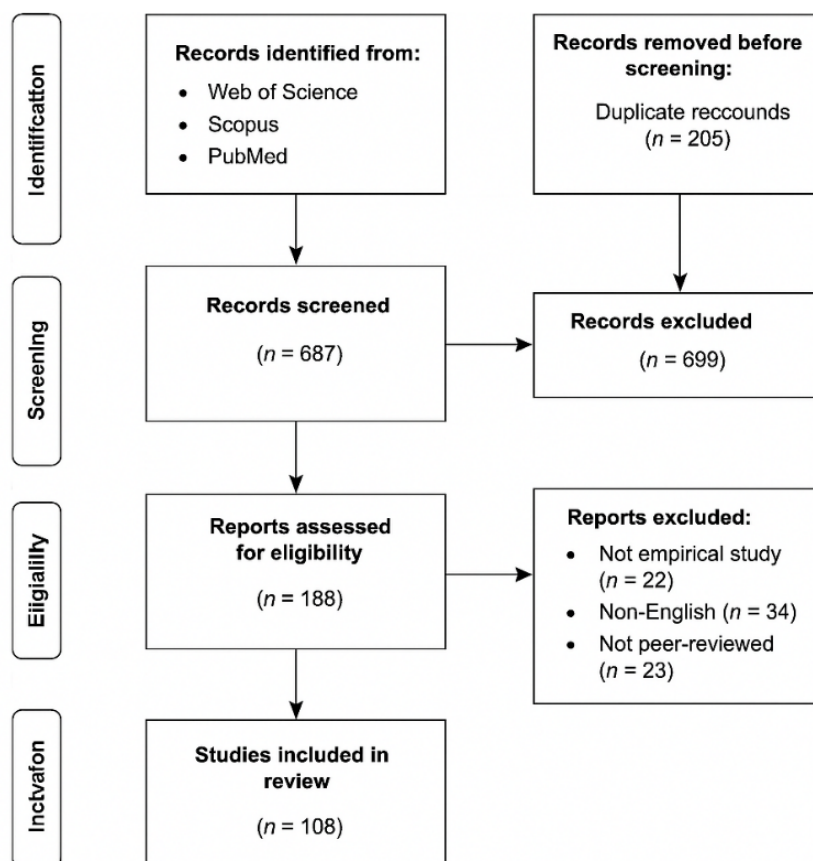 Identiffcation
Records identified from:
• Web of Science
• Scopus
• PubMed
Records removed before
screening:
Duplicate reccounds
(n = 205)
Screening
Records screened
(n = 687)
Records excluded
(n = 699)
Eiigialilly
Reports assessed
for eligibility
(n = 188)
Reports excluded:
• Not empirical study
(n = 22)
• Non-English (n = 34)
• Not peer-reviewed
(n = 23)
Inctvafon
Studies included in
review
(n = 108)